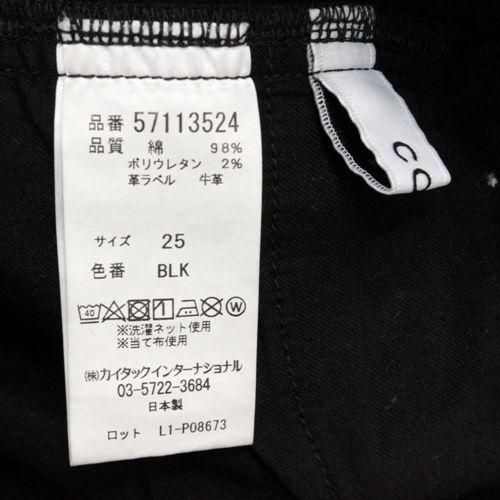 品番 57113524
品質 綿 98%
ポリウレタン 2%
革ラベル 牛革
サイズ 25
色番 BLK
40 1 W
※洗濯ネット使用
※当て布使用
㈱カイタックインターナショナル
03-5722-3684
日本製
ロット L1-P08673